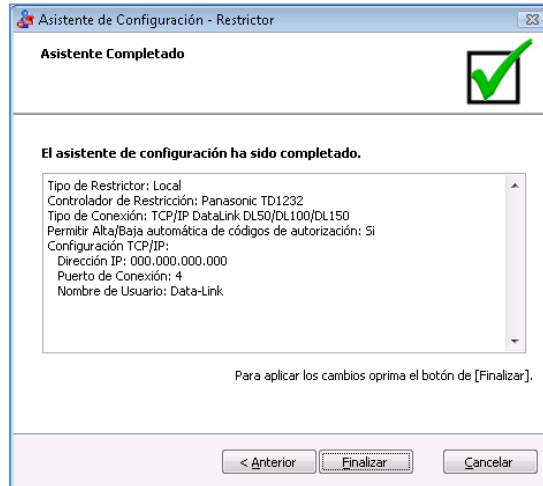 Asistente de Configuración - Restrictor
Asistente Completado
El asistente de configuración ha sido completado.
Tipo de Restrictor: Local
Controlador de Restricción: Panasonic TD1232
Tipo de Conexión: TCP/IP DataLink DL50/DL100/DL150
Permitir Alta/Baja automática de códigos de autorización: Si
Configuración TCP/IP:
Dirección IP: 000.000.000.000
Puerto de Conexión: 4
Nombre de Usuario: Data-Link
Para aplicar los cambios oprima el botón de [Finalizar].
< Anterior Finalizar Cancelar